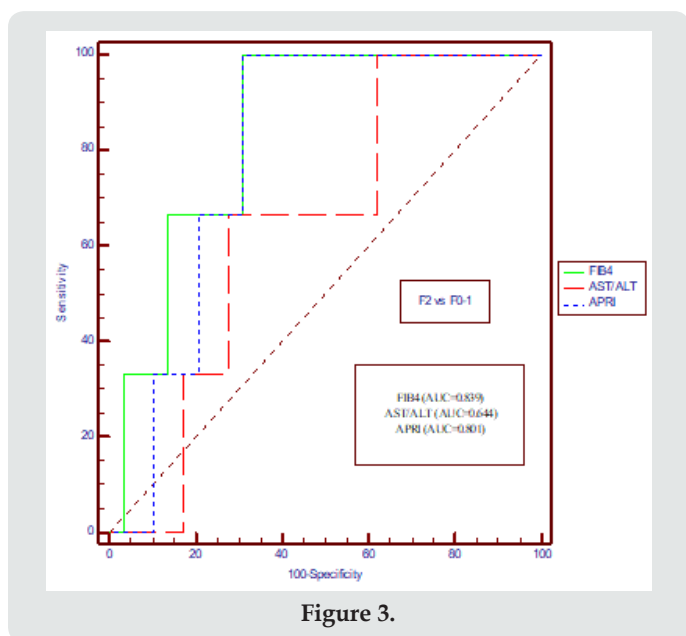 100
80
60
40
20
0
Sensitivity
0 20 40 60 80 100
100-Specificity
F2 vs F0-1
FIB4 (AUC=0.839)
AST/ALT (AUC=0.644)
APRI (AUC=0.801)
FIB4
AST/ALT
APRI
Figure 3.